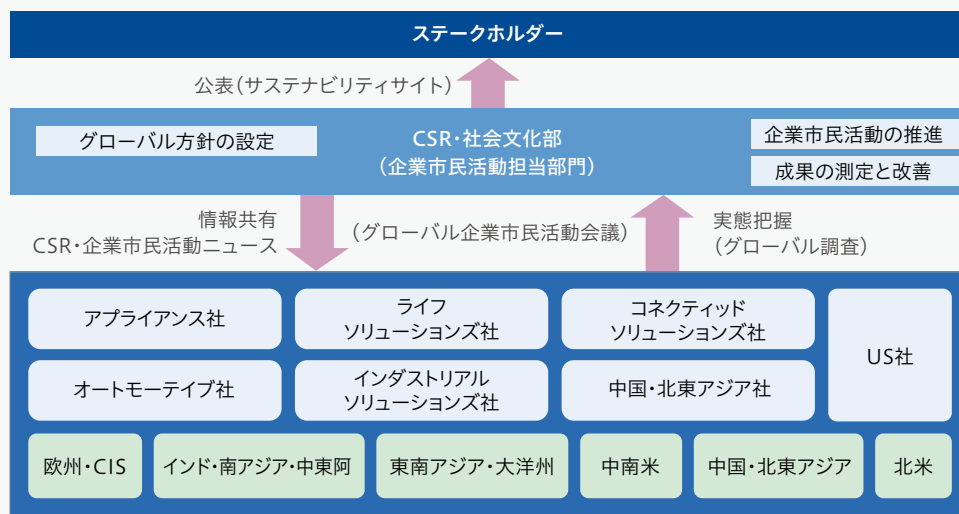 ステークホルダー
公表（サステナビリティサイト）
グローバル方針の設定
CSR・社会文化部
（企業市民活動担当部門）
企業市民活動の推進
成果の測定と改善
情報共有
CSR・企業市民活動ニュース
（グローバル企業市民活動会議）
実態把握
（グローバル調査）
アプライアンス社
ライフ
ソリューションズ社
コネクティッド
ソリューションズ社
US社
オートモーテイブ社
インダストリアル
ソリューションズ社
中国・北東アジア社
欧州・CIS
インド・南アジア・中東阿
東南アジア・大洋州
中南米
中国・北東アジア
北米